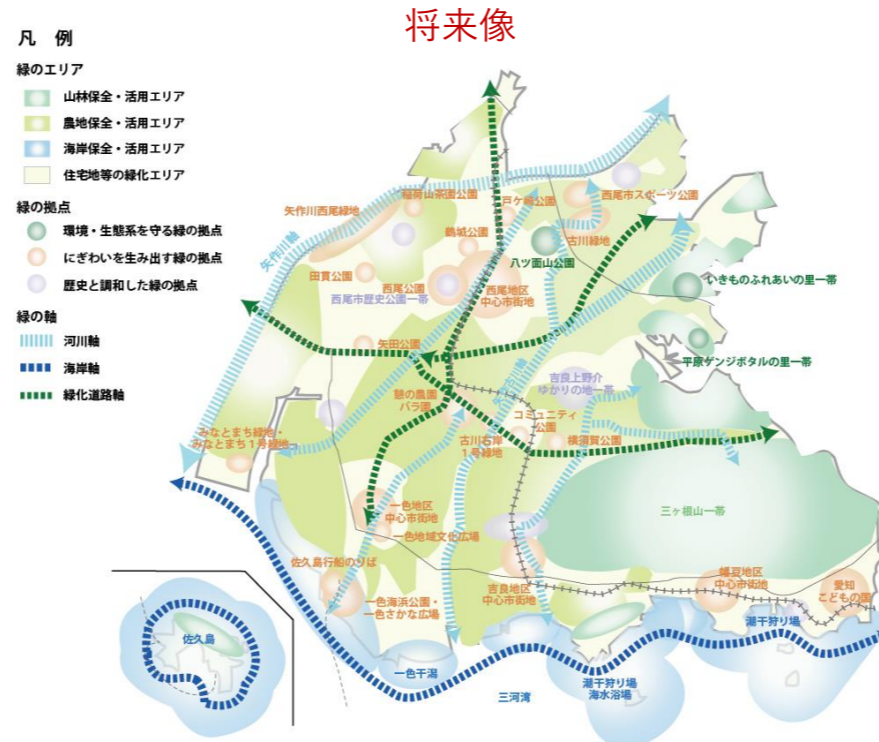 将来像
凡 例
緑のエリア
山林保全・活用エリア
農地保全・活用エリア
海岸保全・活用エリア
住宅地等の緑化エリア
緑の拠点
環境・生態系を守る緑の拠点
にぎわいを生み出す緑の拠点
歴史と調和した緑の拠点
緑の軸
河川軸
海岸軸
緑化道路軸
稲荷山茶園公園
戸ケ崎公園
西尾市スポーツ公園
矢作川西尾緑地
矢作川軸
鶴城公園
古川緑地
八ツ面山公園
田貫公園
西尾公園
西尾市歴史公園一帯
西尾地区
中心市街地
いきものふれあいの里一帯
矢田公園
平原ゲンジボタルの里一帯
矢作古川軸
吉良上野介
ゆかりの地一帯
憩の農園
バラ園
コミュニティ
公園
みなとまち緑地・
みなとまち1号緑地
古川右岸
1号緑地
横須賀公園
一色地区
中心市街地
三ヶ根山一帯
一色地域文化広場
佐久島行船のりば
一色海浜公園・
一色さかな広場
吉良地区
中心市街地
幡豆地区
中心市街地
愛知
こどもの国
佐久島
潮干狩り場
一色干潟
三河湾
潮干狩り場
海水浴場